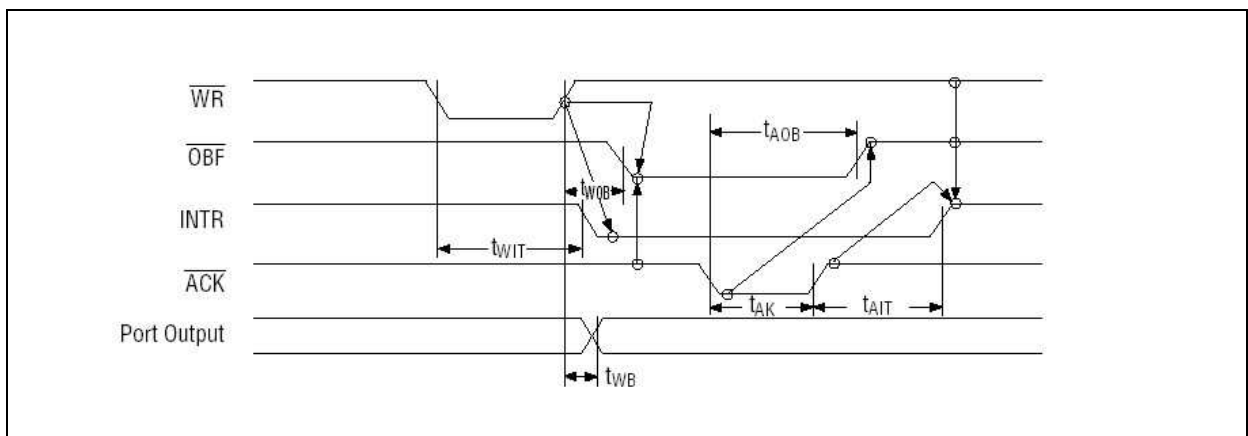 WR
tAOB
OBF
tWOB
INTR
tWIT
ACK
tAK
tAIT
Port Output
tWB